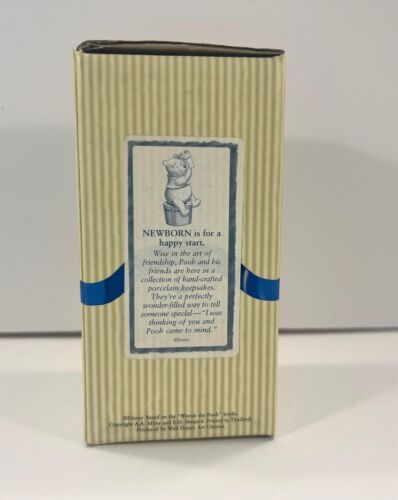 NEWBORN is for a
happy start.
Wise in the art of
friendship, Pooh and his
friends are here in a
collection of hand-crafted
porcelain keepsakes.
They're a perfectly
wonder-filled way to tell
someone special—"I was
thinking of you and
Pooh came to mind."
©Disney
©Disney Based on the "Winnie the Pooh" works,
Copyright A.A. Milne and E.H. Shepard. Printed in Thailand.
Produced by Walt Disney Art Classics.